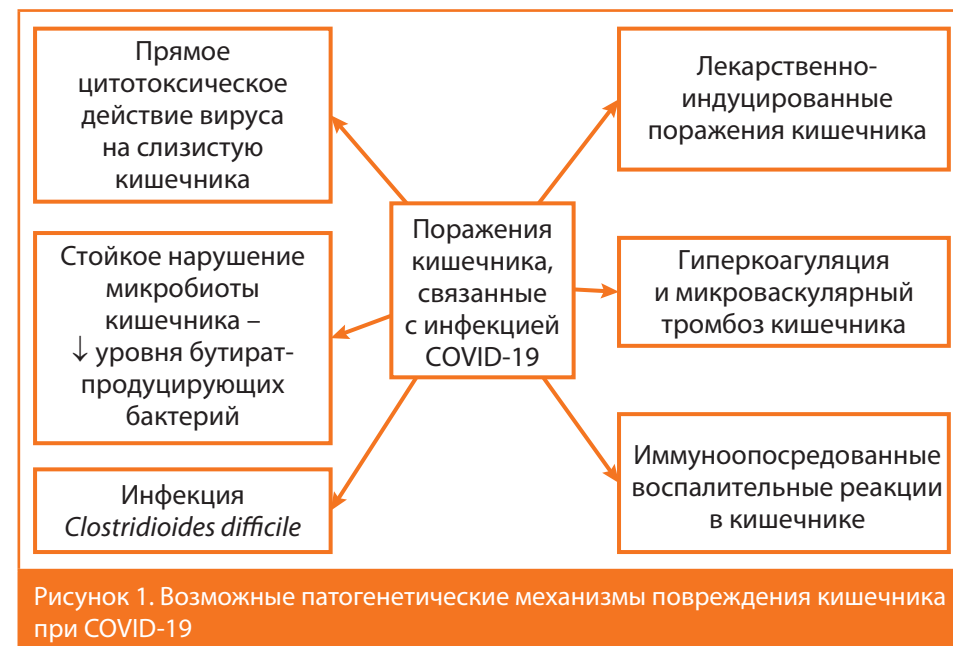 Прямое
цитотоксическое
действие вируса
на слизистую
кишечника
Стойкое нарушение
микробиоты
кишечника –
↓ уровня бутират-
продуцирующих
бактерий
Инфекция
Clostridioides difficile
Поражения
кишечника,
связанные
с инфекцией
COVID-19
Лекарственно-
индуцированные
поражения кишечника
Гиперкоагуляция
и микроваскулярный
тромбоз кишечника
Иммуноопосредованные
воспалительные реакции
в кишечнике
Рисунок 1. Возможные патогенетические механизмы повреждения кишечника
при COVID-19